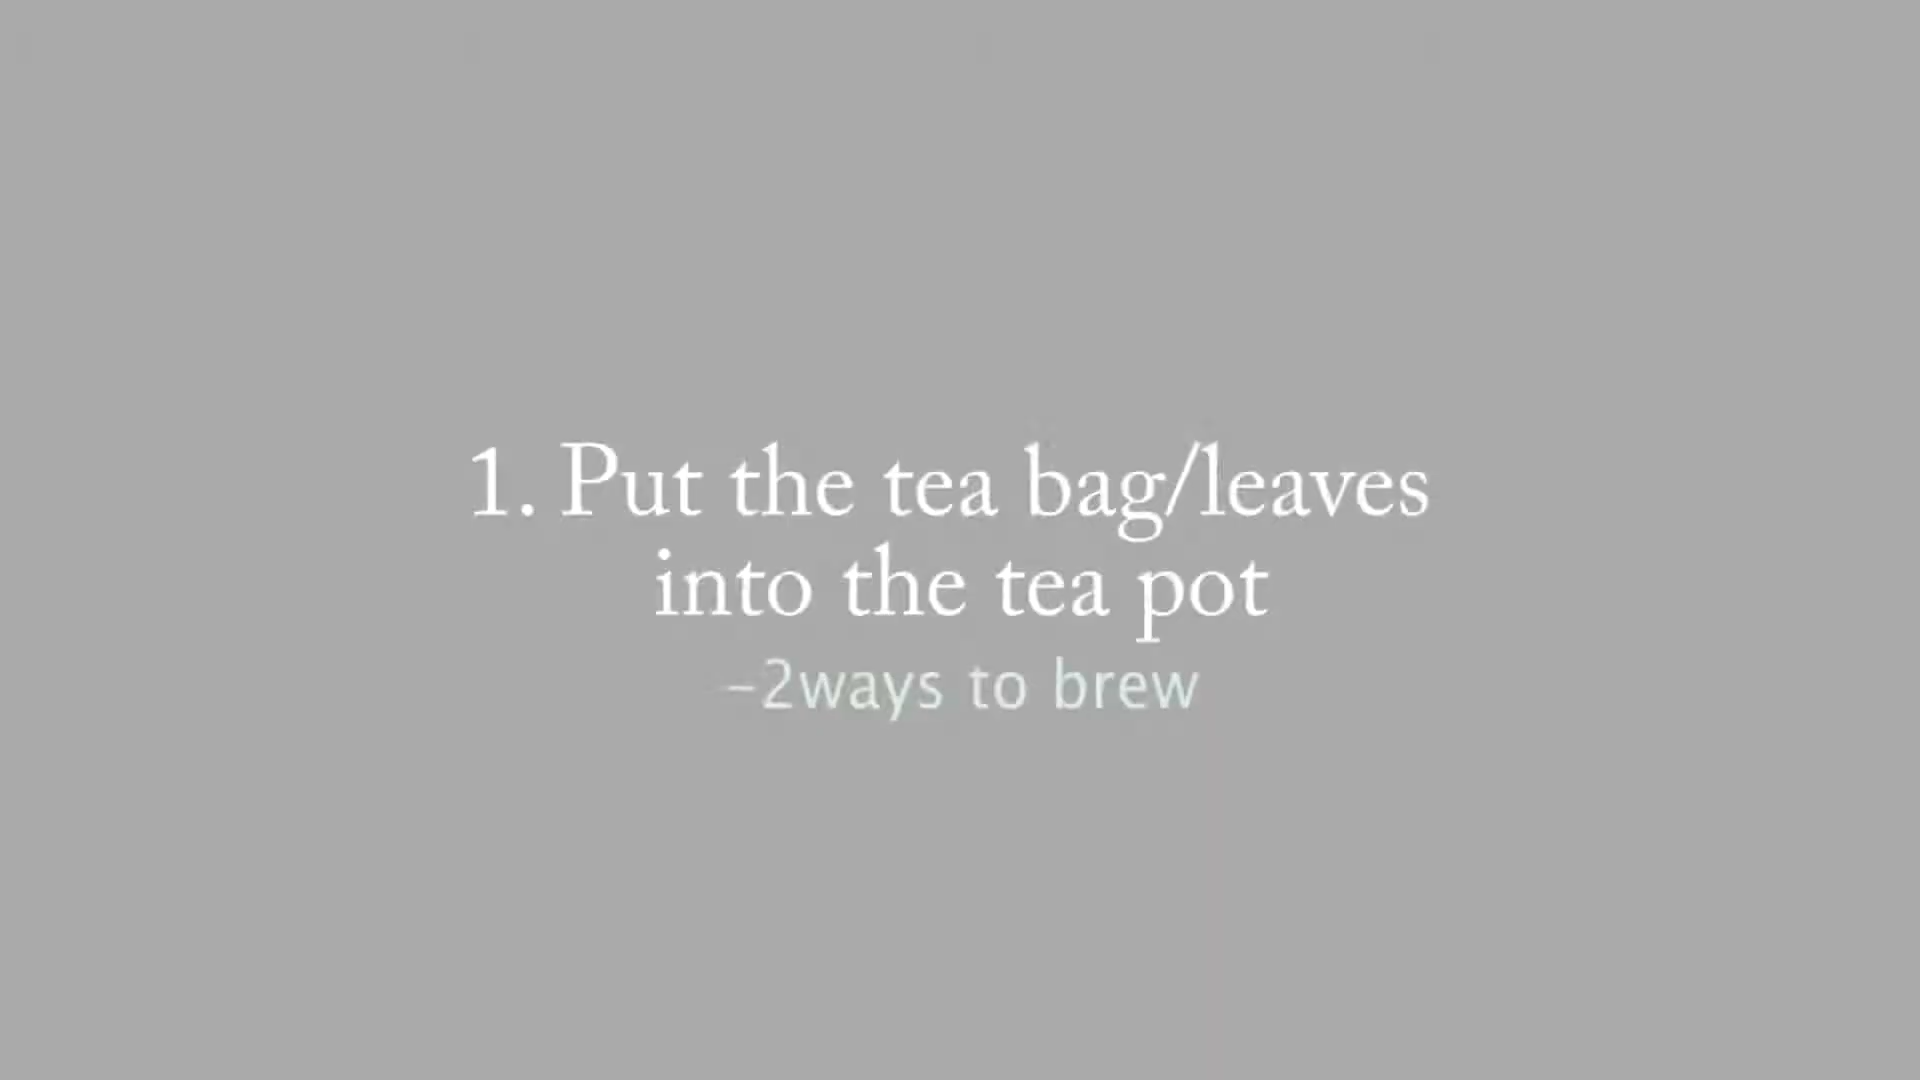 1. Put the tea bag/leaves
into the tea pot
-2ways to brew